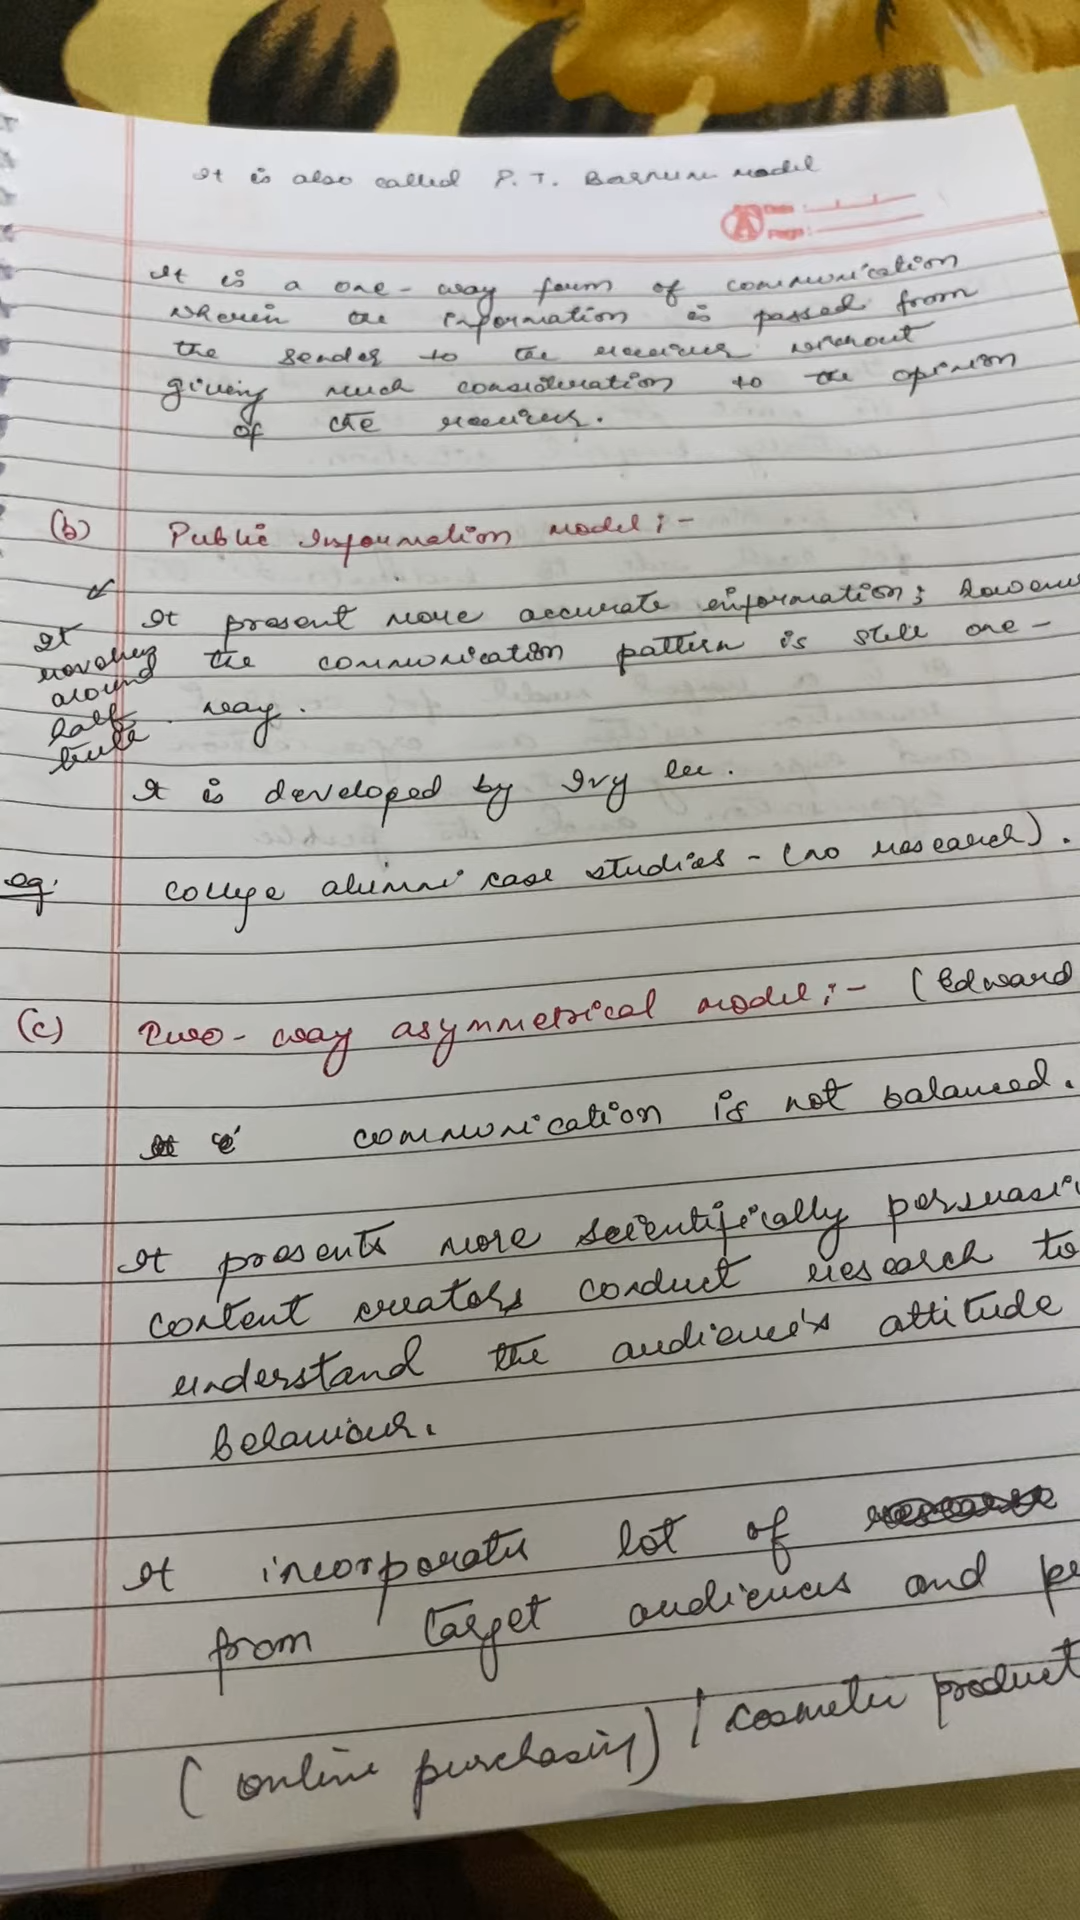 It is also called P. T. Barnum model
Date :
Page :
It is a one-way form of communication
wherein the information is passed from
the sender to the receiver without
giving much consideration to the opinion
of the receiver.
(b) Public Information model :-
It present more accurate information; however
the communication pattern is still one-
way.
It
revolves
around
half
truth
It is developed by Ivy lee.
eg. College alumni case studies - (no research).
(c) Two-way asymmetrical model :- (Edward
communication is not balanced.
It presents more scientifically persuasi
content creators conduct research to
understand the audience's attitude
behaviour.
It incorporate lot of
from target audiences and pe
(online purchasing) / cosmetic product